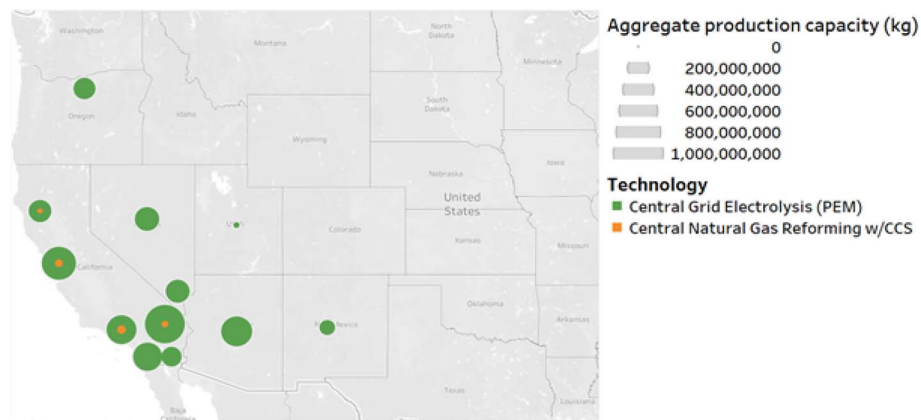 Washington
Montana
North
Dakota
Minnesota
Oregon
Idaho
South
Dakota
Wyoming
Iowa
Nebraska
United
States
Colorado
Kansas
Missouri
California
Oklahoma
Arkansas
Texas
Louisiana
Baja
California
Aggregate production capacity (kg)
0
200,000,000
400,000,000
600,000,000
800,000,000
1,000,000,000
Technology
Central Grid Electrolysis (PEM)
Central Natural Gas Reforming w/CCS